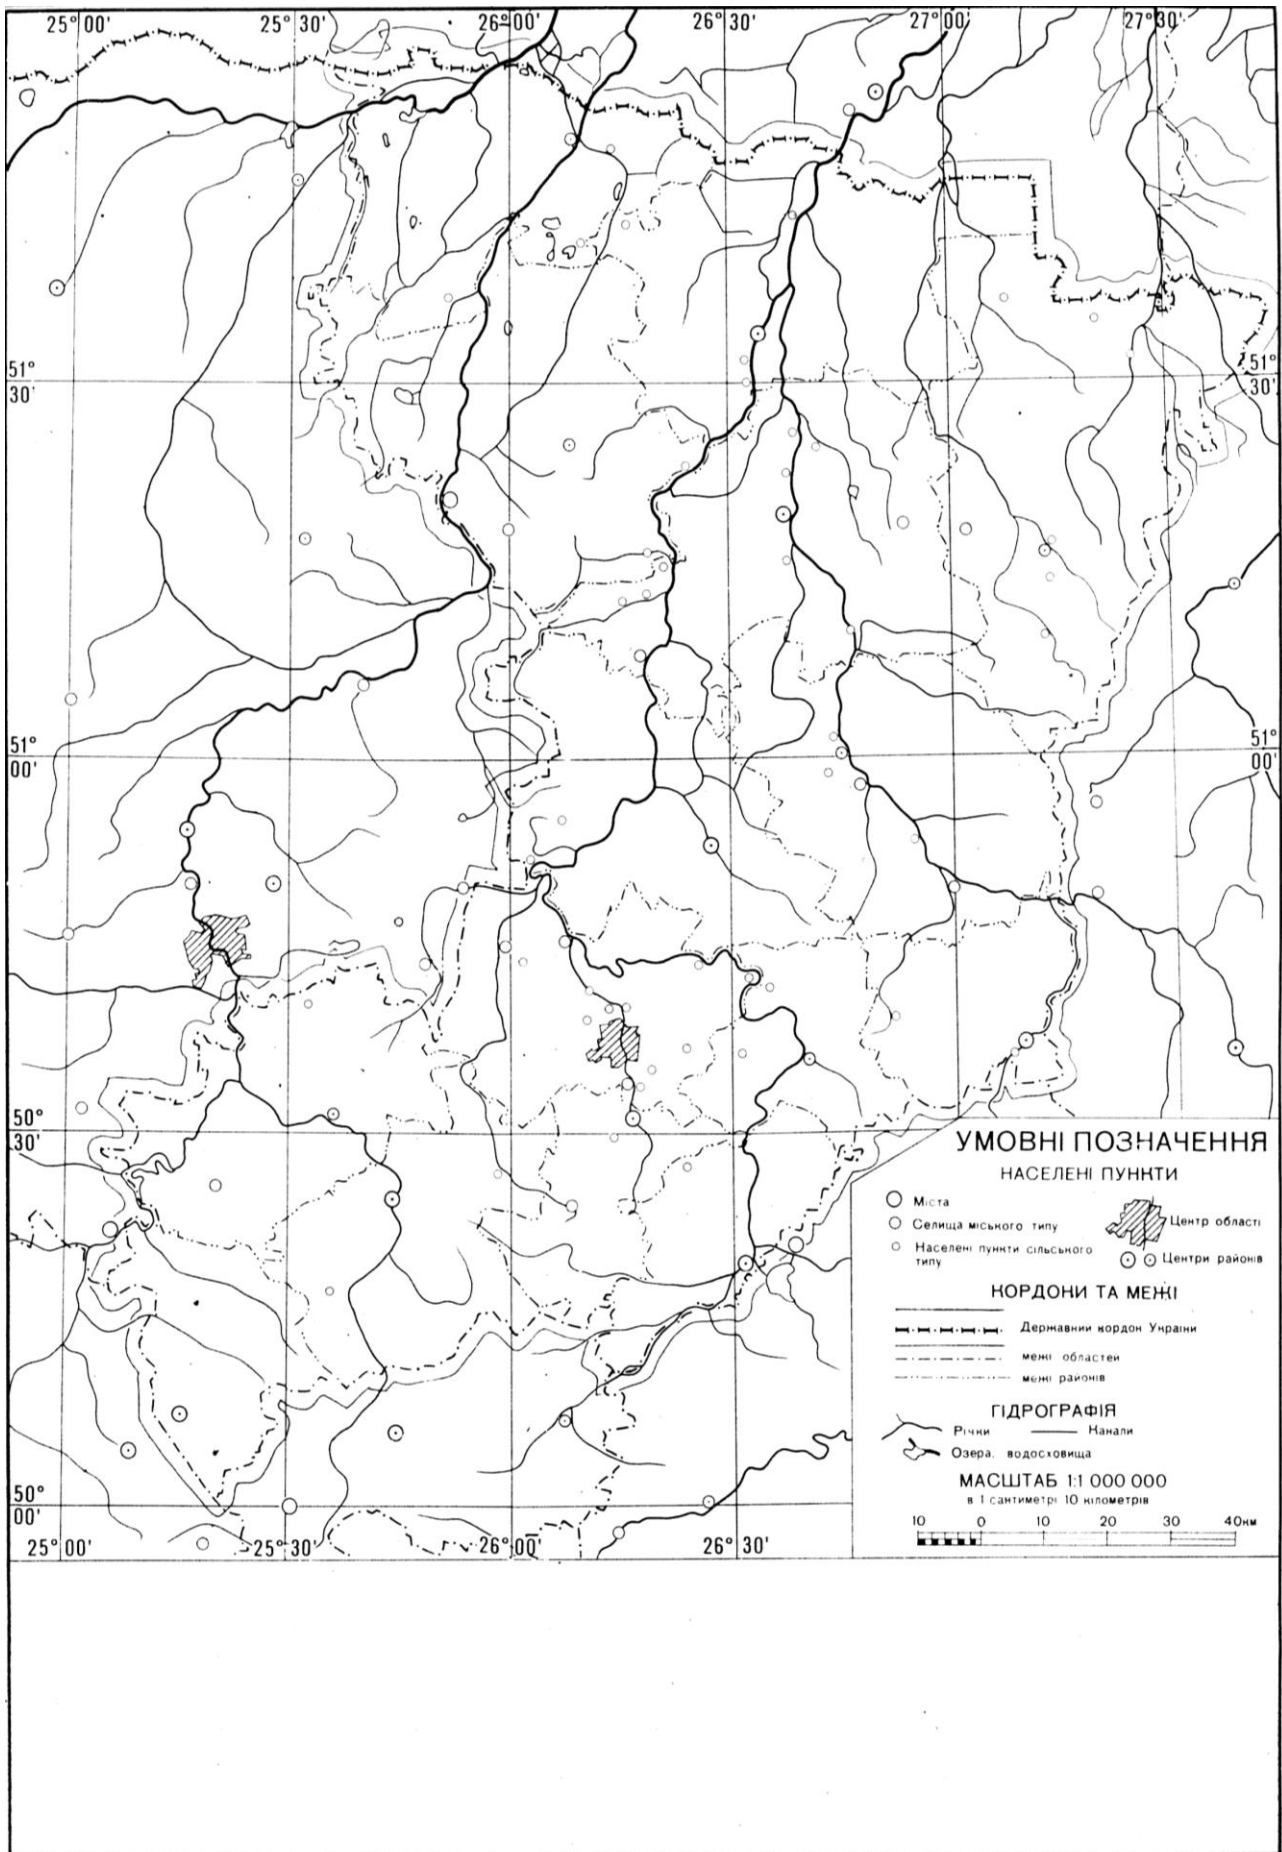 25° 00' 25° 30' 26° 00' 26° 30' 27° 00' 27° 30'
51° 30' 51° 30'
51° 00' 51° 00'
50° 30'
УМОВНІ ПОЗНАЧЕННЯ
НАСЕЛЕНІ ПУНКТИ
Міста
Селища міського типу
Населені пункти сільського
типу
Центр області
Центри районів
КОРДОНИ ТА МЕЖІ
Державний кордон України
межі областей
межі районів
ГІДРОГРАФІЯ
Річки Канали
Озера, водосховища
МАСШТАБ 1:1 000 000
в 1 сантиметрі 10 кілометрів
10 0 10 20 30 40км
50° 00'
25° 00' 25° 30' 26° 00' 26° 30'